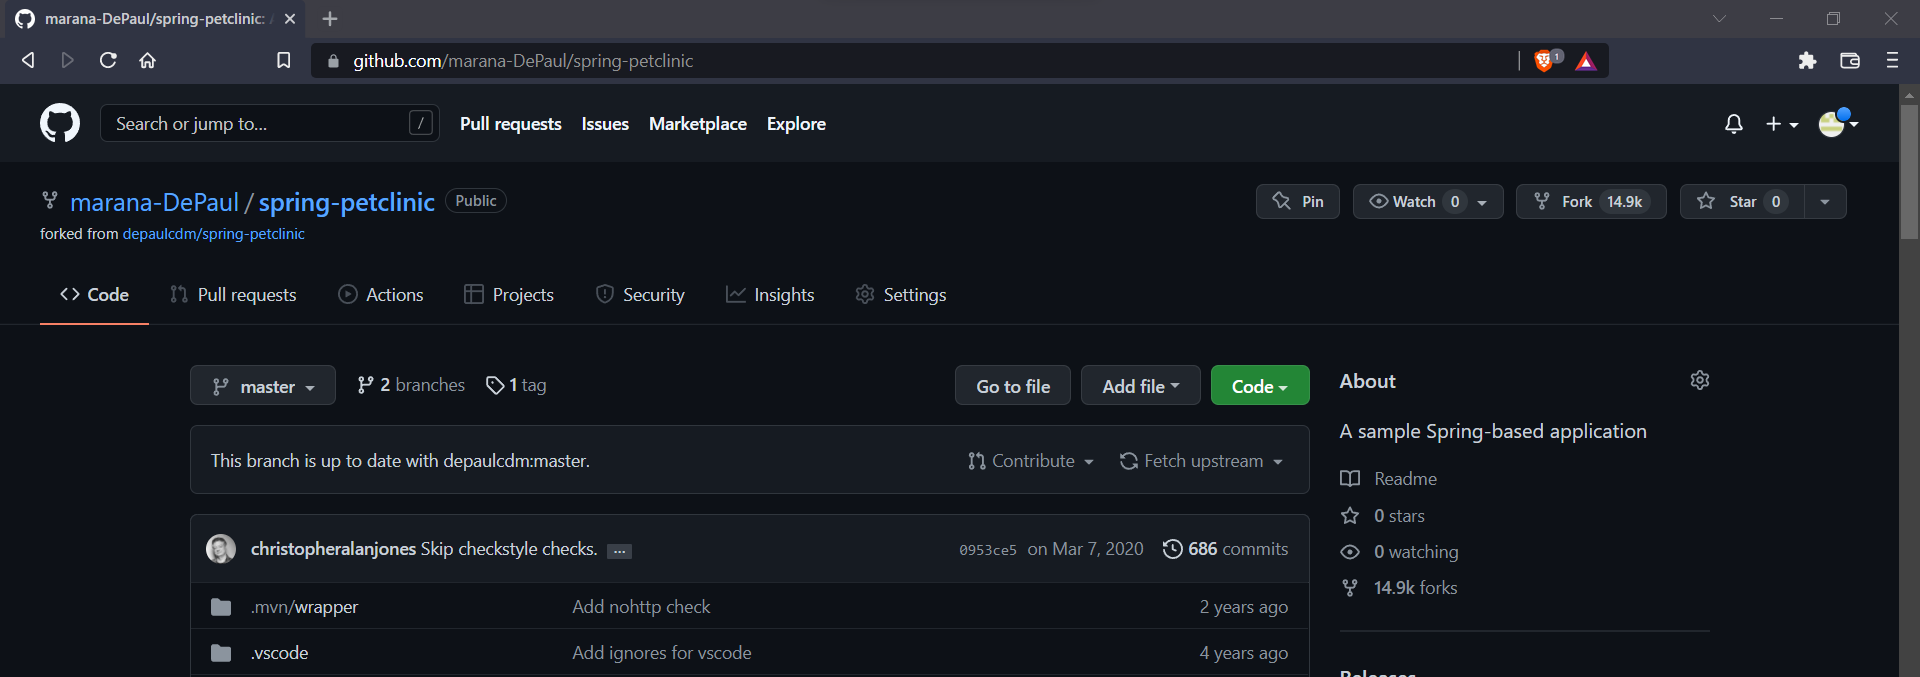 marana-DePaul/spring-petclinic:
github.com/marana-DePaul/spring-petclinic
1
Search or jump to...
/
Pull requests
Issues
Marketplace
Explore
marana-DePaul / spring-petclinic
Public
Pin
Watch 0
Fork 14.9k
Star 0
forked from depaulcdm/spring-petclinic
Code
Pull requests
Actions
Projects
Security
Insights
Settings
master
2 branches
1 tag
Go to file
Add file
Code
This branch is up to date with depaulcdm:master.
Contribute
Fetch upstream
christopheralanjones Skip checkstyle checks. ...
0953ce5 on Mar 7, 2020
686 commits
.mvn/wrapper
Add nohttp check
2 years ago
.vscode
Add ignores for vscode
4 years ago
About
A sample Spring-based application
Readme
0 stars
0 watching
14.9k forks
Releases